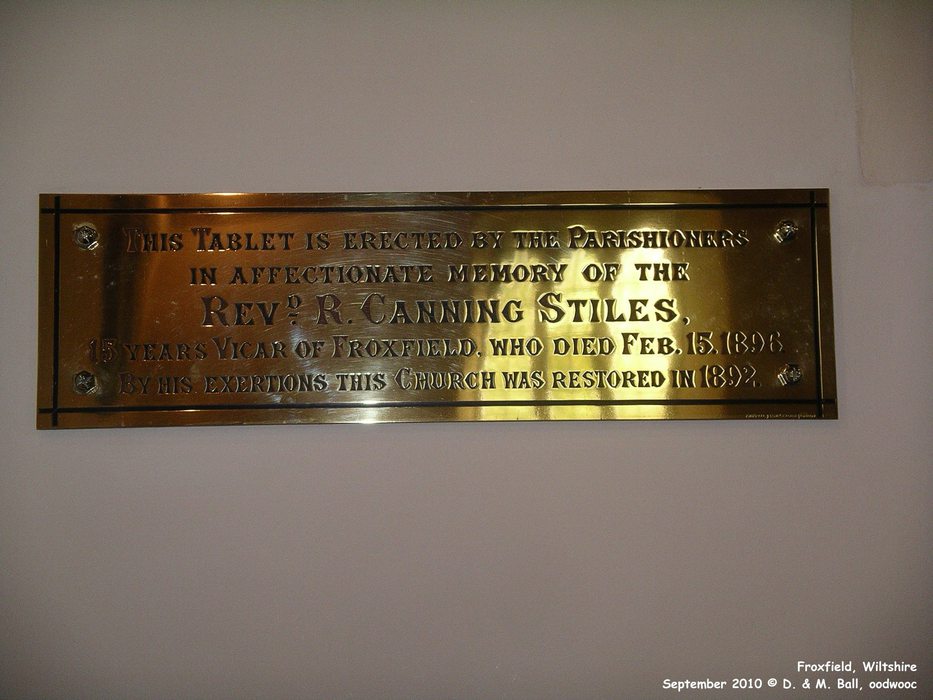 This Tablet is erected by the Parishioners
in affectionate memory of the
Revᴰ. R. Canning Stiles,
15 years Vicar of Froxfield, who died Feb. 15. 1896.
By his exertions this Church was restored in 1892.
Froxfield, Wiltshire
September 2010 © D. & M. Ball, oodwooc